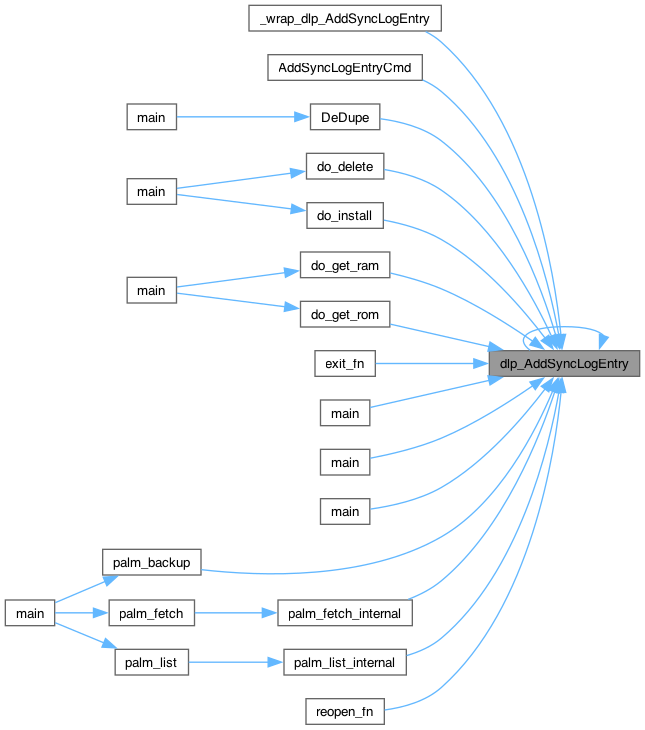 _wrap_dlp_AddSyncLogEntry
AddSyncLogEntryCmd
main
DeDupe
do_delete
main
do_install
do_get_ram
main
do_get_rom
exit_fn
dlp_AddSyncLogEntry
main
main
main
palm_backup
main
palm_fetch
palm_fetch_internal
palm_list
palm_list_internal
reopen_fn